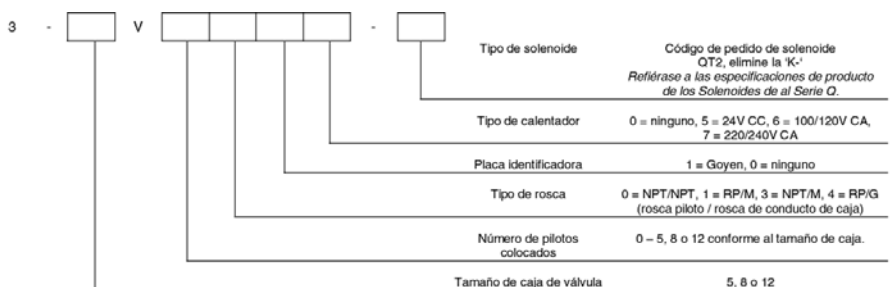 3 - V -
Tipo de solenoide
Código de pedido de solenoide
QT2, elimine la 'K-'
Refiérase a las especificaciones de producto
de los Solenoides de al Serie Q.
Tipo de calentador
0 = ninguno, 5 = 24V CC, 6 = 100/120V CA,
7 = 220/240V CA
Placa identificadora
1 = Goyen, 0 = ninguno
Tipo de rosca
0 = NPT/NPT, 1 = RP/M, 3 = NPT/M, 4 = RP/G
(rosca piloto / rosca de conducto de caja)
Número de pilotos
colocados
0 – 5, 8 o 12 conforme al tamaño de caja.
Tamaño de caja de válvula
5, 8 o 12